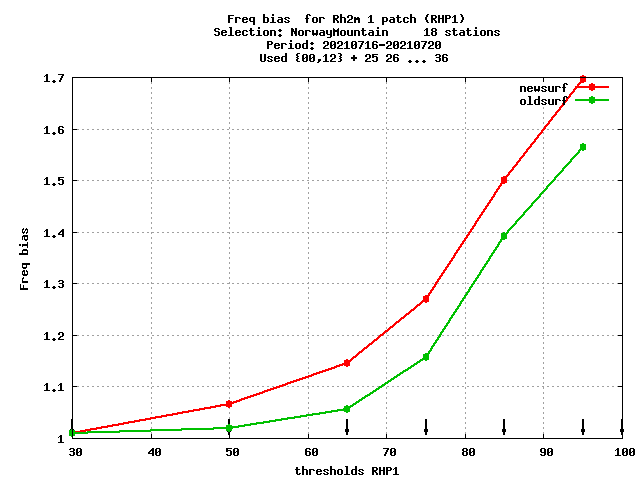 Freq bias  for Rh2m 1 patch (RHP1)
Selection: NorwayMountain     18 stations
Period: 20210716-20210720
Used {00,12} + 25 26 ... 36
newsurf
oldsurf
1.7
1.6
1.5
1.4
1.3
1.2
1.1
1
Freq bias
30 40 50 60 70 80 90 100
thresholds RHP1